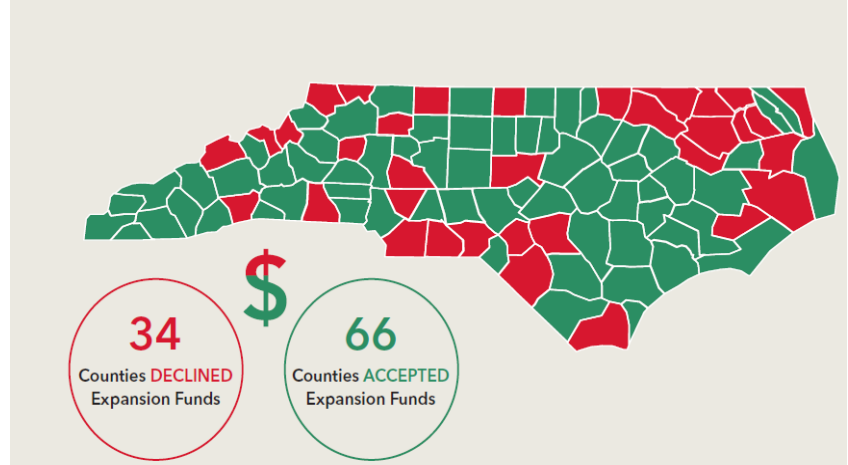 $
34
Counties DECLINED
Expansion Funds
66
Counties ACCEPTED
Expansion Funds